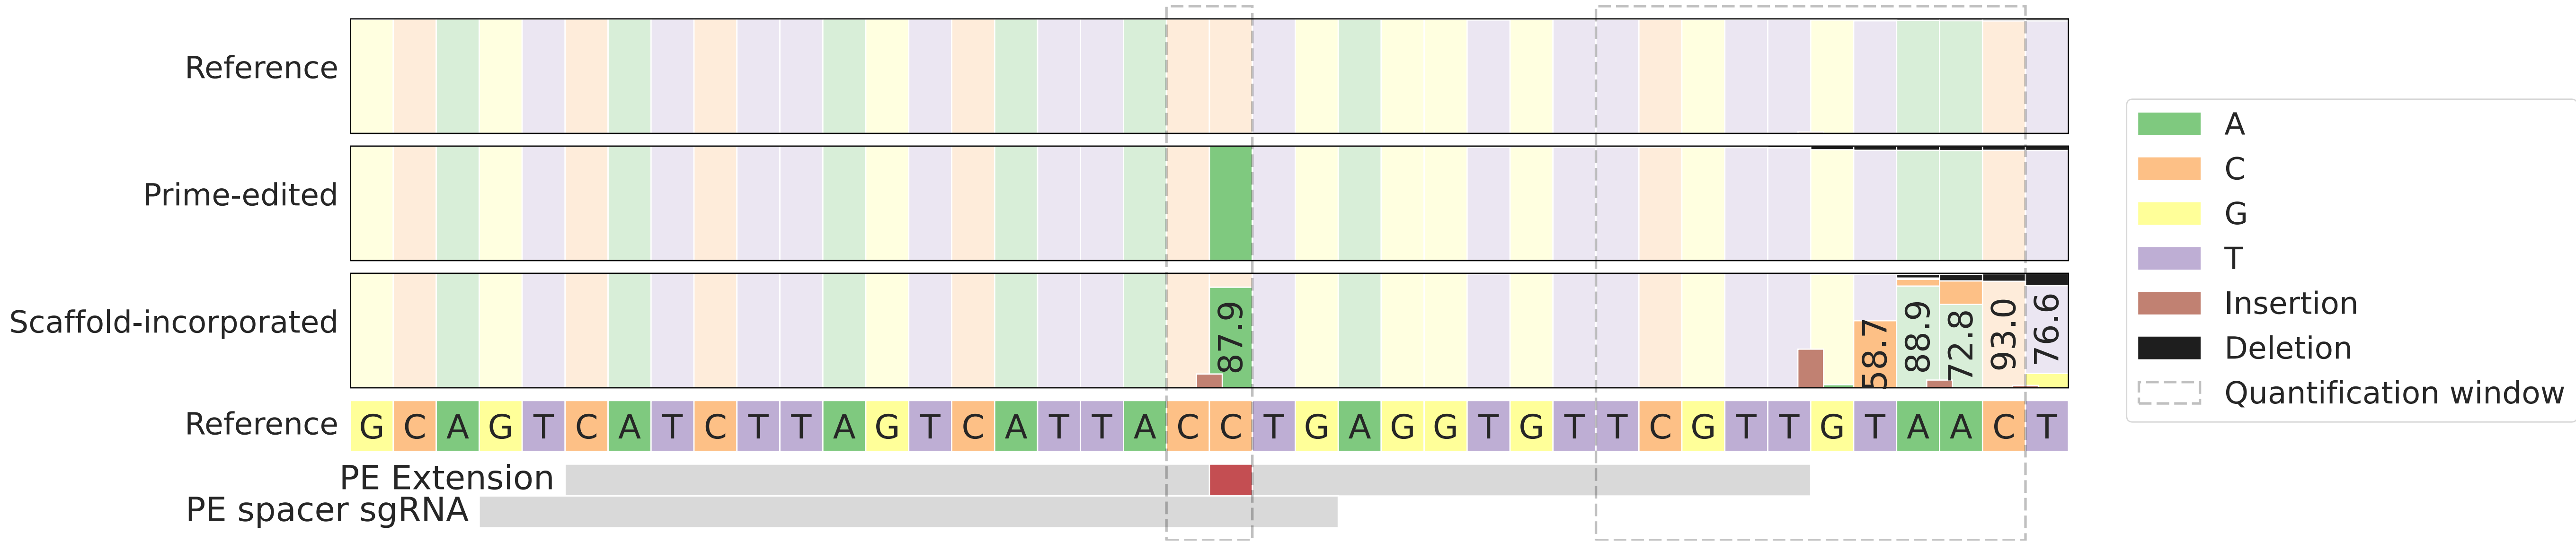 Reference
Prime-edited
Scaffold-incorporated
87.9
58.7
88.9
72.8
93.0
76.6
Reference
G C A G T C A T C T T A G T C A T T A C C T G A G G T G T T C G T T G T A A C T
PE Extension
PE spacer sgRNA
A
C
G
T
Insertion
Deletion
Quantification window